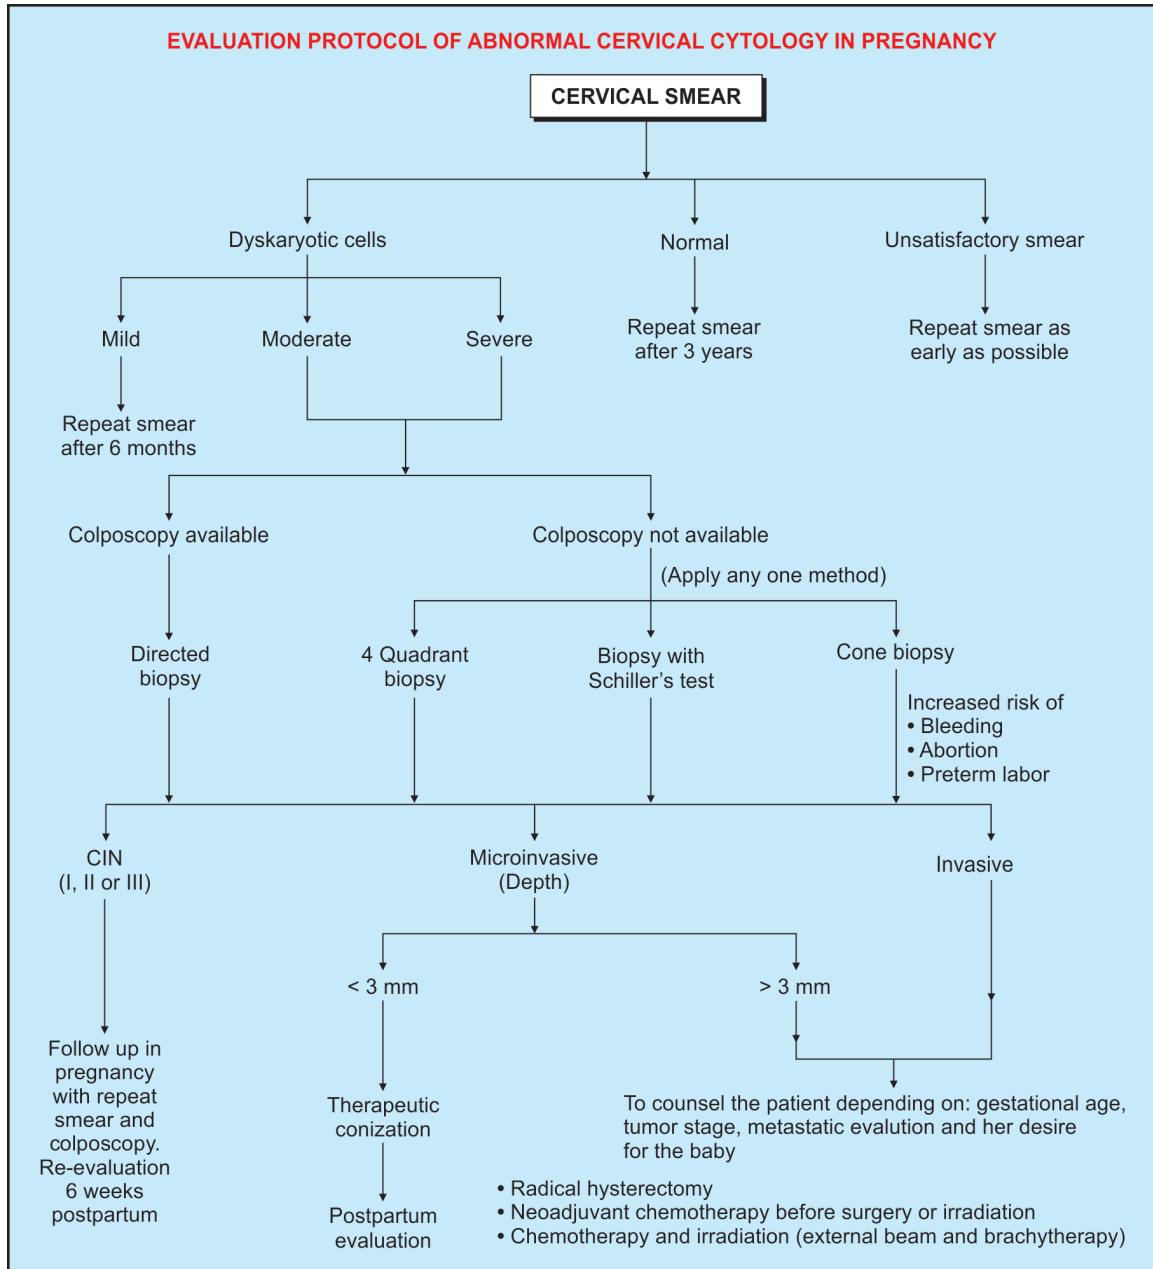 EVALUATION PROTOCOL OF ABNORMAL CERVICAL CYTOLOGY IN PREGNANCY
CERVICAL SMEAR
Dyskaryotic cells
Normal
Unsatisfactory smear
Mild
Moderate
Severe
Repeat smear
after 3 years
Repeat smear as
early as possible
Repeat smear
after 6 months
Colposcopy available
Colposcopy not available
(Apply any one method)
Directed
biopsy
4 Quadrant
biopsy
Biopsy with
Schiller's test
Cone biopsy
Increased risk of
• Bleeding
• Abortion
• Preterm labor
CIN
(I, II or III)
Microinvasive
(Depth)
Invasive
< 3 mm
> 3 mm
Follow up in
pregnancy
with repeat
smear and
colposcopy.
Re-evaluation
6 weeks
postpartum
Therapeutic
conization
Postpartum
evaluation
To counsel the patient depending on: gestational age,
tumor stage, metastatic evalution and her desire
for the baby
• Radical hysterectomy
• Neoadjuvant chemotherapy before surgery or irradiation
• Chemotherapy and irradiation (external beam and brachytherapy)